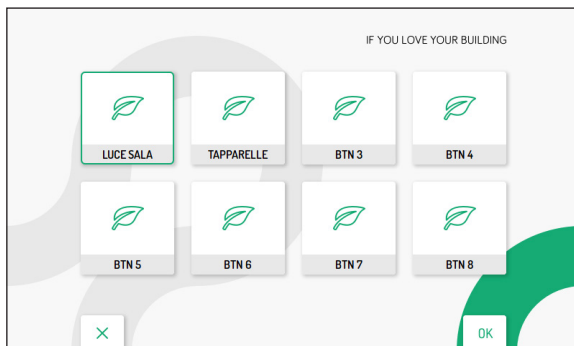 IF YOU LOVE YOUR BUILDING
LUCE SALA
TAPPARELLE
BTN 3
BTN 4
BTN 5
BTN 6
BTN 7
BTN 8
OK